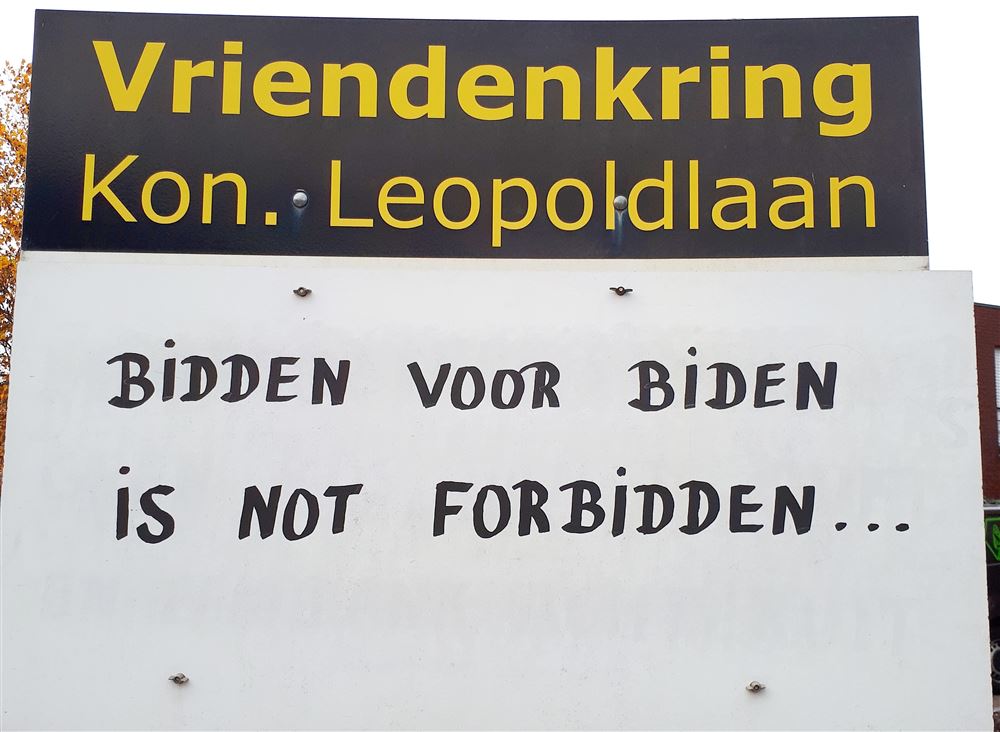 Vriendenkring
Kon. Leopoldlaan
BiDDEN VOOR BiDEN
iS NOT FORBiDDEN...